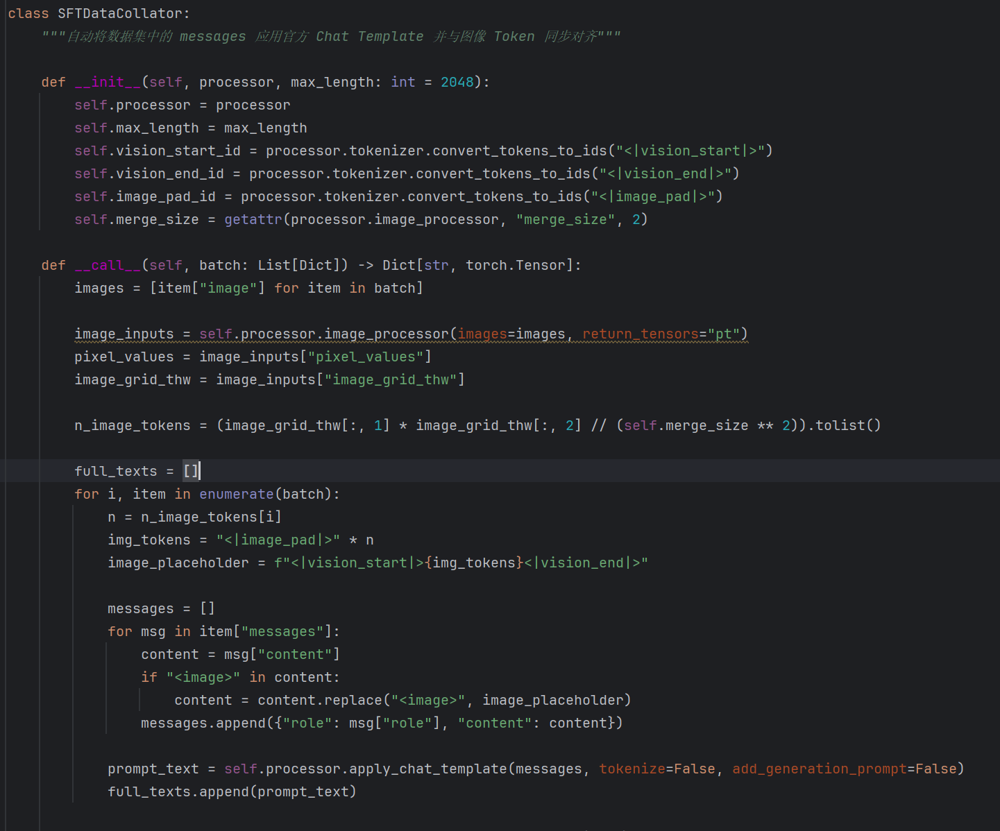 class SFTDataCollator:
    """自动将数据集中的 messages 应用官方 Chat Template 并与图像 Token 同步对齐"""
    def __init__(self, processor, max_length: int = 2048):
        self.processor = processor
        self.max_length = max_length
        self.vision_start_id = processor.tokenizer.convert_tokens_to_ids("<|vision_start|>")
        self.vision_end_id = processor.tokenizer.convert_tokens_to_ids("<|vision_end|>")
        self.image_pad_id = processor.tokenizer.convert_tokens_to_ids("<|image_pad|>")
        self.merge_size = getattr(processor.image_processor, "merge_size", 2)
    def __call__(self, batch: List[Dict]) -> Dict[str, torch.Tensor]:
        images = [item["image"] for item in batch]
        image_inputs = self.processor.image_processor(images=images, return_tensors="pt")
        pixel_values = image_inputs["pixel_values"]
        image_grid_thw = image_inputs["image_grid_thw"]
        n_image_tokens = (image_grid_thw[:, 1] * image_grid_thw[:, 2] // (self.merge_size ** 2)).tolist()
        full_texts = []
        for i, item in enumerate(batch):
            n = n_image_tokens[i]
            img_tokens = "<|image_pad|>" * n
            image_placeholder = f"<|vision_start|>{img_tokens}<|vision_end|>"
            messages = []
            for msg in item["messages"]:
                content = msg["content"]
                if "<image>" in content:
                    content = content.replace("<image>", image_placeholder)
                messages.append({"role": msg["role"], "content": content})
            prompt_text = self.processor.apply_chat_template(messages, tokenize=False, add_generation_prompt=False)
            full_texts.append(prompt_text)